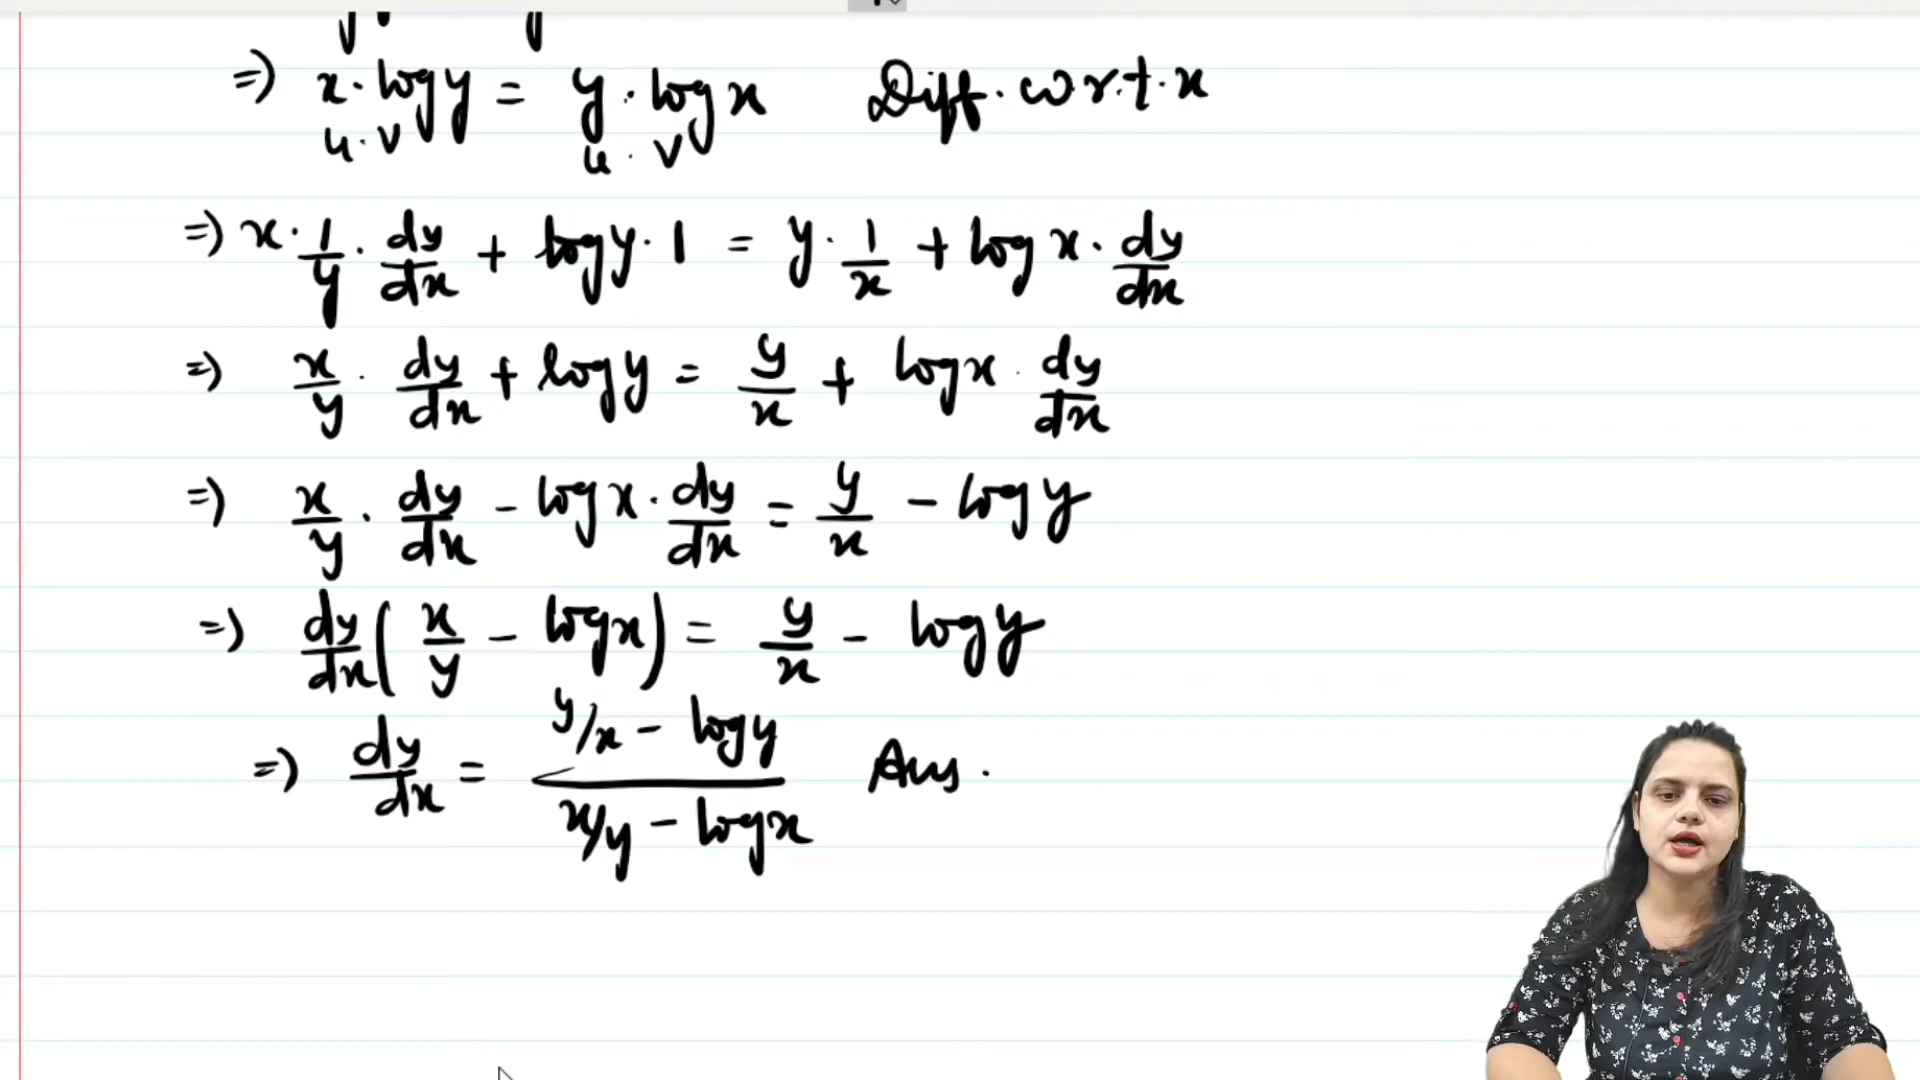 => x · log y = y · log x Diff. w.r.t. x
u · v u · v
=> x · 1/y · dy/dx + log y · 1 = y · 1/x + log x · dy/dx
=> x/y · dy/dx + log y = y/x + log x · dy/dx
=> x/y · dy/dx - log x · dy/dx = y/x - log y
=> dy/dx ( x/y - log x ) = y/x - log y
=> dy/dx = (y/x - log y) / (x/y - log x) Ans.